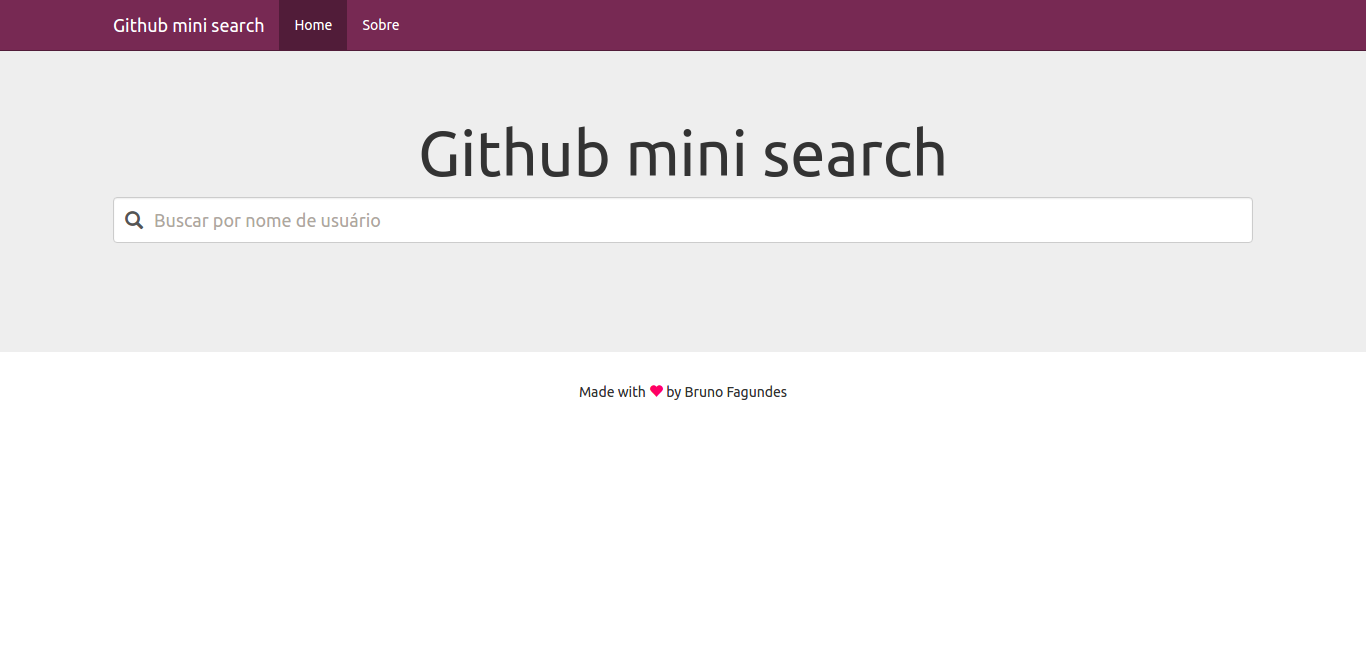 Github mini search Home Sobre
Github mini search
Buscar por nome de usuário
Made with ♥ by Bruno Fagundes